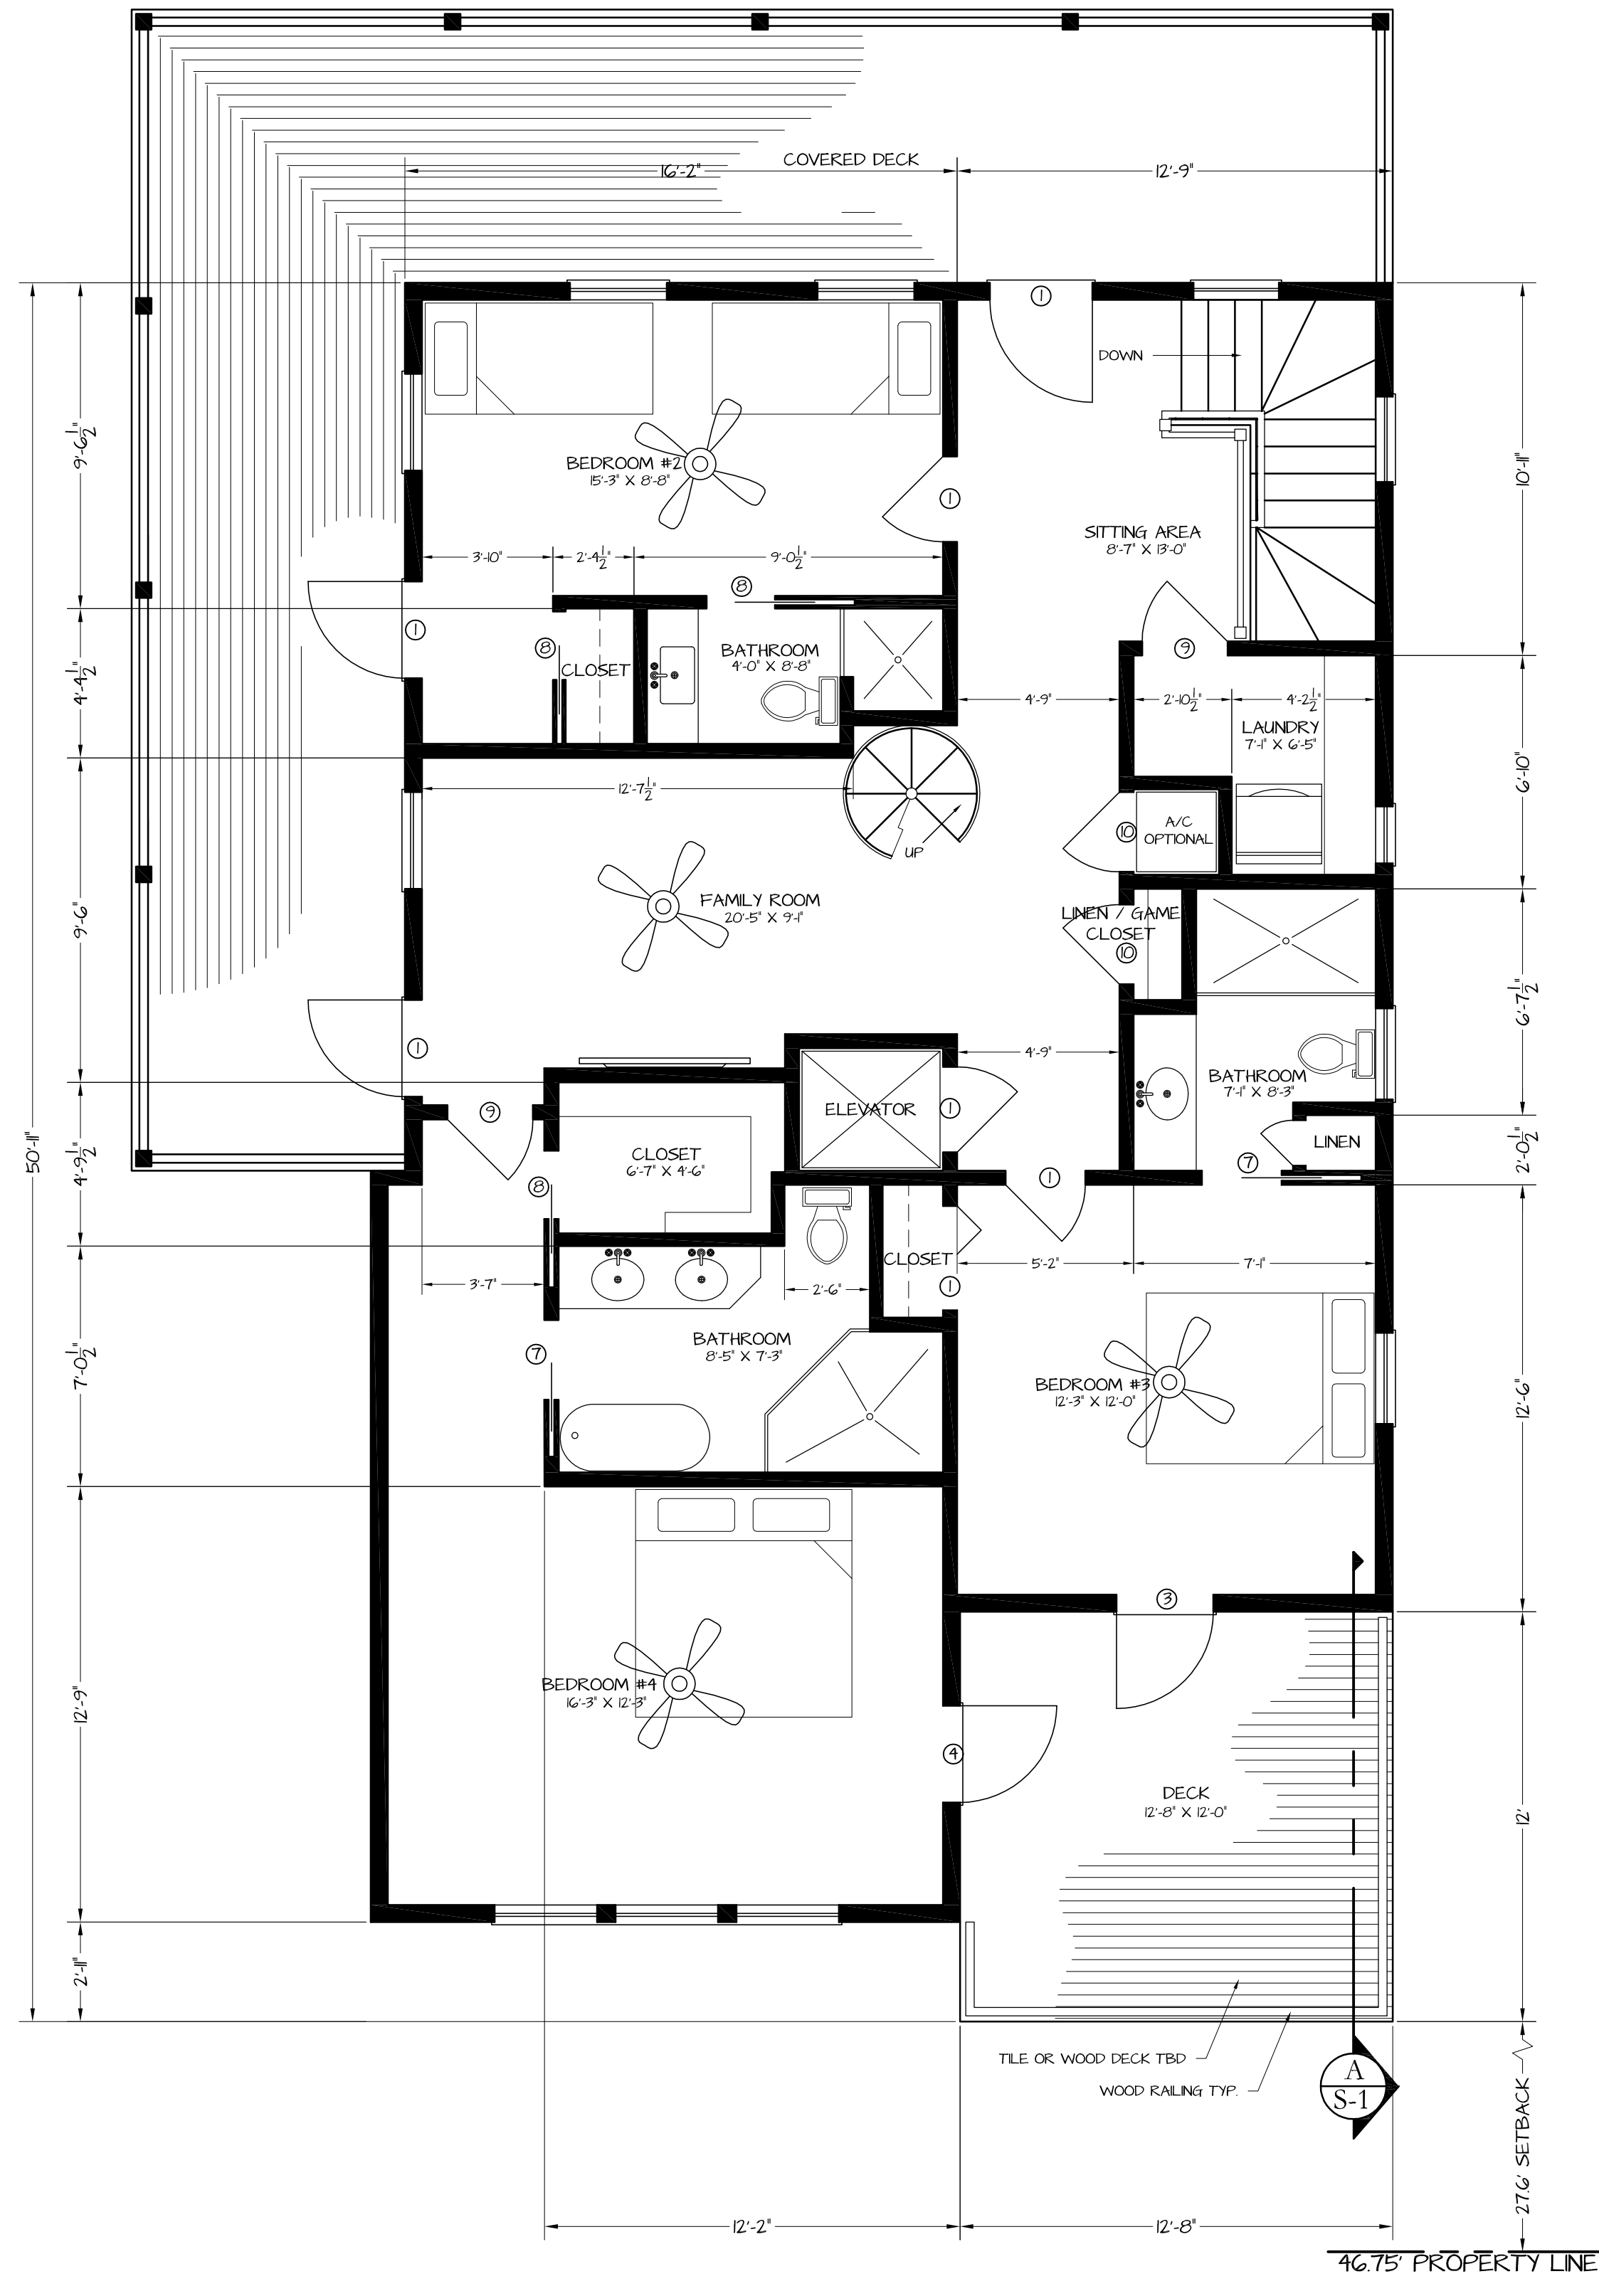 COVERED DECK
16'-2"
12'-9"
1
DOWN
9'-6 1/2"
10'-11"
BEDROOM #2
15'-3" X 8'-8"
1
SITTING AREA
8'-7" X 13'-0"
3'-10"
2'-4 1/2"
9'-0 1/2"
8
1
8
CLOSET
BATHROOM
4'-0" X 8'-8"
9
4'-4 1/2"
4'-9"
2'-10 1/2"
4'-2 1/2"
LAUNDRY
7'-1" X 6'-5"
6'-10"
12'-7 1/2"
UP
10
A/C
OPTIONAL
FAMILY ROOM
20'-5" X 9'-1"
9'-6"
LINEN / GAME
CLOSET
10
6'-7 1/2"
1
4'-9"
BATHROOM
7'-1" X 8'-3"
9
ELEVATOR
1
LINEN
50'-11"
4'-9 1/2"
2'-0 1/2"
CLOSET
6'-7" X 4'-6"
7
8
1
CLOSET
5'-2"
7'-1"
3'-7"
2'-6"
1
7'-0 1/2"
7
BATHROOM
8'-5" X 7'-3"
BEDROOM #3
12'-3" X 12'-0"
12'-6"
3
BEDROOM #4
16'-3" X 12'-3"
12'-9"
4
DECK
12'-8" X 12'-0"
12'
2'-11"
TILE OR WOOD DECK TBD
WOOD RAILING TYP.
A
S-1
27.6' SETBACK
12'-2"
12'-8"
46.75' PROPERTY LINE